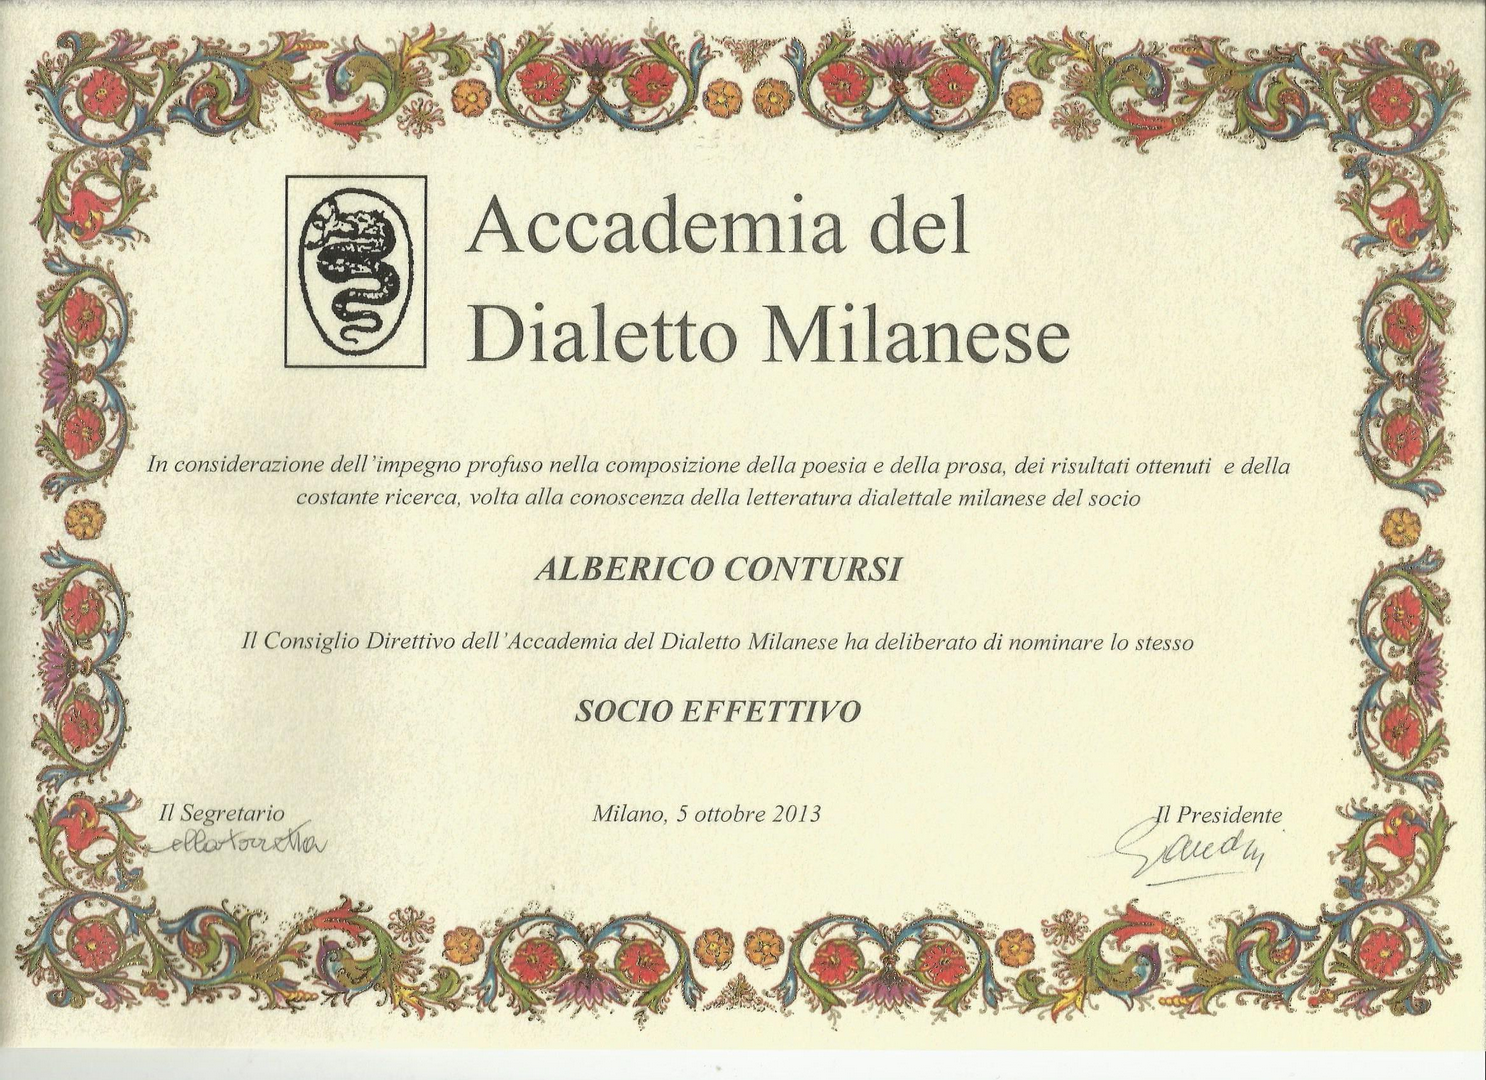 Accademia del
Dialetto Milanese
In considerazione dell'impegno profuso nella composizione della poesia e della prosa, dei risultati ottenuti e della
costante ricerca, volta alla conoscenza della letteratura dialettale milanese del socio
ALBERICO CONTURSI
Il Consiglio Direttivo dell'Accademia del Dialetto Milanese ha deliberato di nominare lo stesso
SOCIO EFFETTIVO
Il Segretario Milano, 5 ottobre 2013 Il Presidente